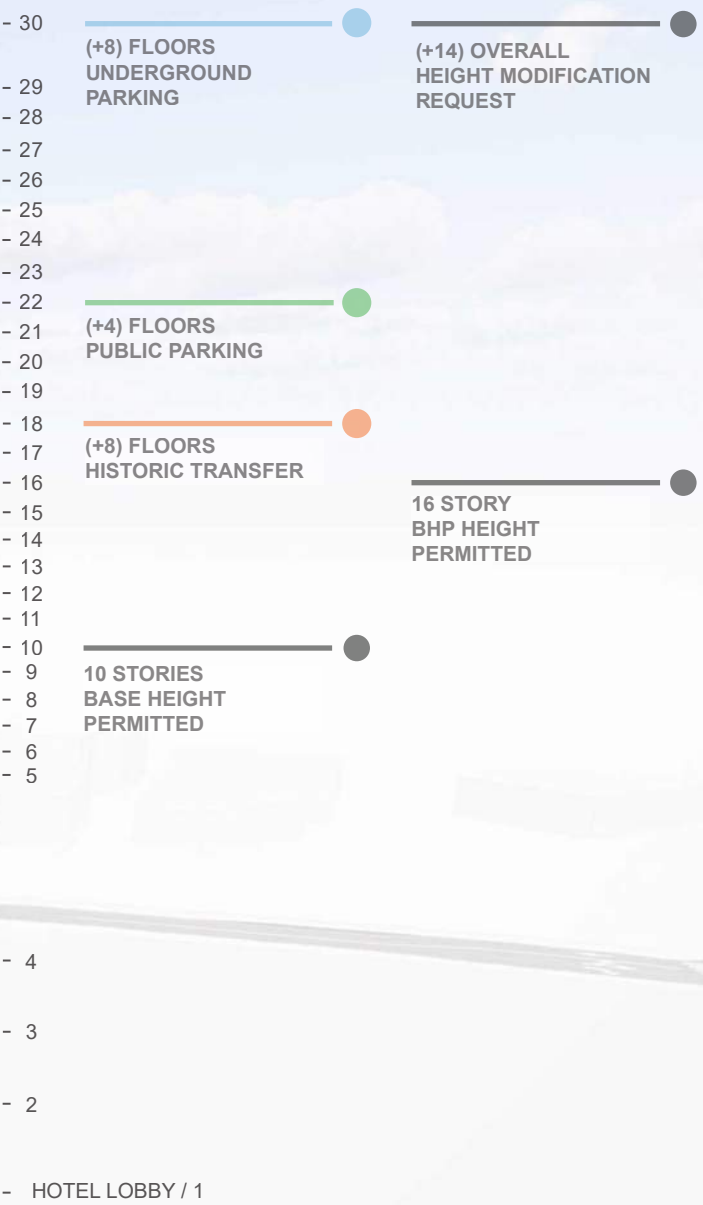 - 30
(+8) FLOORS
UNDERGROUND
PARKING
(+14) OVERALL
HEIGHT MODIFICATION
REQUEST
- 29
- 28
- 27
- 26
- 25
- 24
- 23
- 22
(+4) FLOORS
PUBLIC PARKING
- 21
- 20
- 19
- 18
(+8) FLOORS
HISTORIC TRANSFER
- 17
- 16
16 STORY
BHP HEIGHT
PERMITTED
- 15
- 14
- 13
- 12
- 11
- 10
10 STORIES
BASE HEIGHT
PERMITTED
- 9
- 8
- 7
- 6
- 5
- 4
- 3
- 2
- HOTEL LOBBY / 1